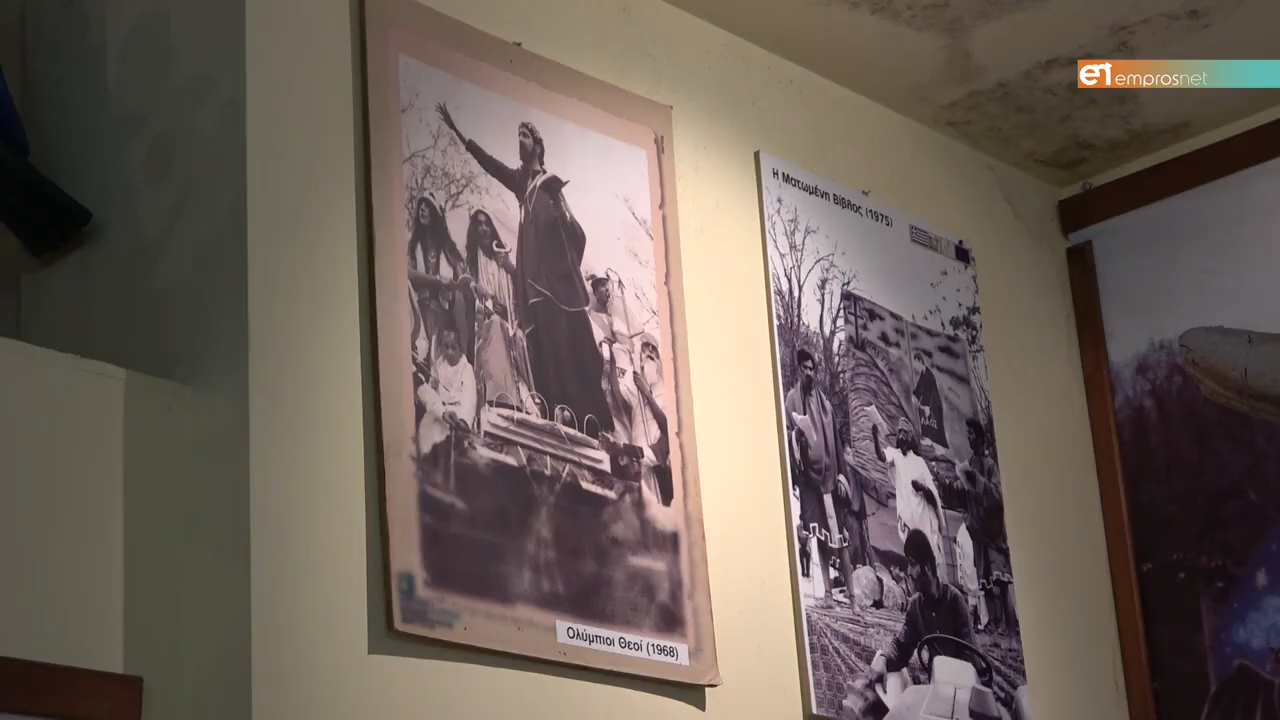 emprosnet
Η Ματωμένη Βίβλος (1975)
Ολύμπιοι Θεοί (1968)